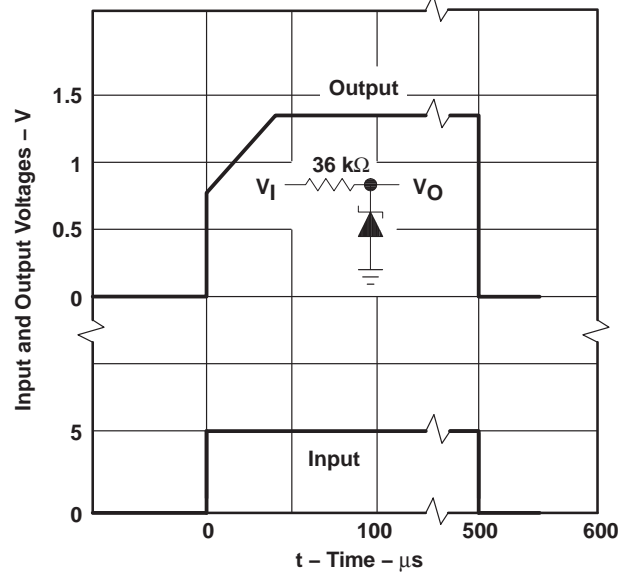 Input and Output Voltages – V
1.5
1
0.5
0
5
0
Output
36 kΩ
VI
VO
Input
0
100
500
600
t – Time – μs